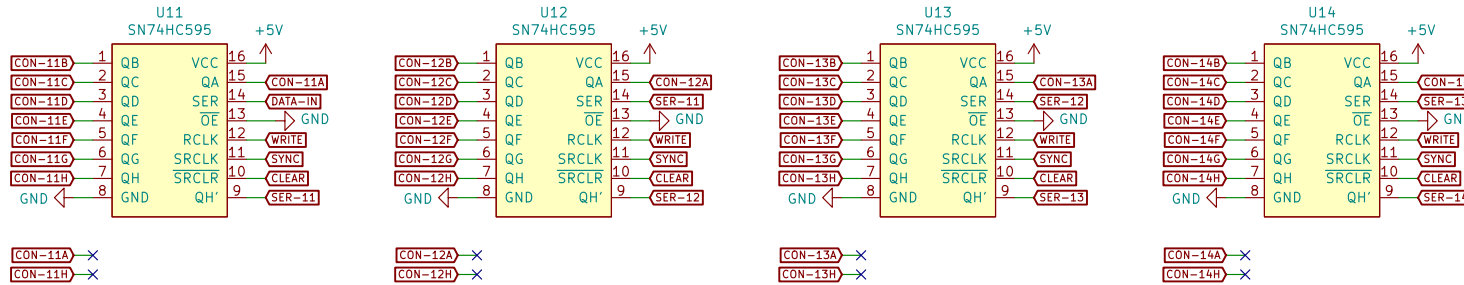 U11 U12 U13 U14
SN74HC595 +5V SN74HC595 +5V SN74HC595 +5V SN74HC595 +5V
CON-11B 1 QB VCC 16 CON-12B 1 QB VCC 16 CON-13B 1 QB VCC 16 CON-14B 1 QB VCC 16
CON-11C 2 QC QA 15 CON-11A CON-12C 2 QC QA 15 CON-12A CON-13C 2 QC QA 15 CON-13A CON-14C 2 QC QA 15 CON-1
CON-11D 3 QD SER 14 DATA-IN CON-12D 3 QD SER 14 SER-11 CON-13D 3 QD SER 14 SER-12 CON-14D 3 QD SER 14 SER-13
CON-11E 4 QE OE 13 GND CON-12E 4 QE OE 13 GND CON-13E 4 QE OE 13 GND CON-14E 4 QE OE 13 GN
CON-11F 5 QF RCLK 12 WRITE CON-12F 5 QF RCLK 12 WRITE CON-13F 5 QF RCLK 12 WRITE CON-14F 5 QF RCLK 12 WRITE
CON-11G 6 QG SRCLK 11 SYNC CON-12G 6 QG SRCLK 11 SYNC CON-13G 6 QG SRCLK 11 SYNC CON-14G 6 QG SRCLK 11 SYNC
CON-11H 7 QH SRCLR 10 CLEAR CON-12H 7 QH SRCLR 10 CLEAR CON-13H 7 QH SRCLR 10 CLEAR CON-14H 7 QH SRCLR 10 CLEAR
GND 8 GND QH' 9 SER-11 GND 8 GND QH' 9 SER-12 GND 8 GND QH' 9 SER-13 GND 8 GND QH' 9 SER-14
CON-11A CON-12A CON-13A CON-14A
CON-11H CON-12H CON-13H CON-14H